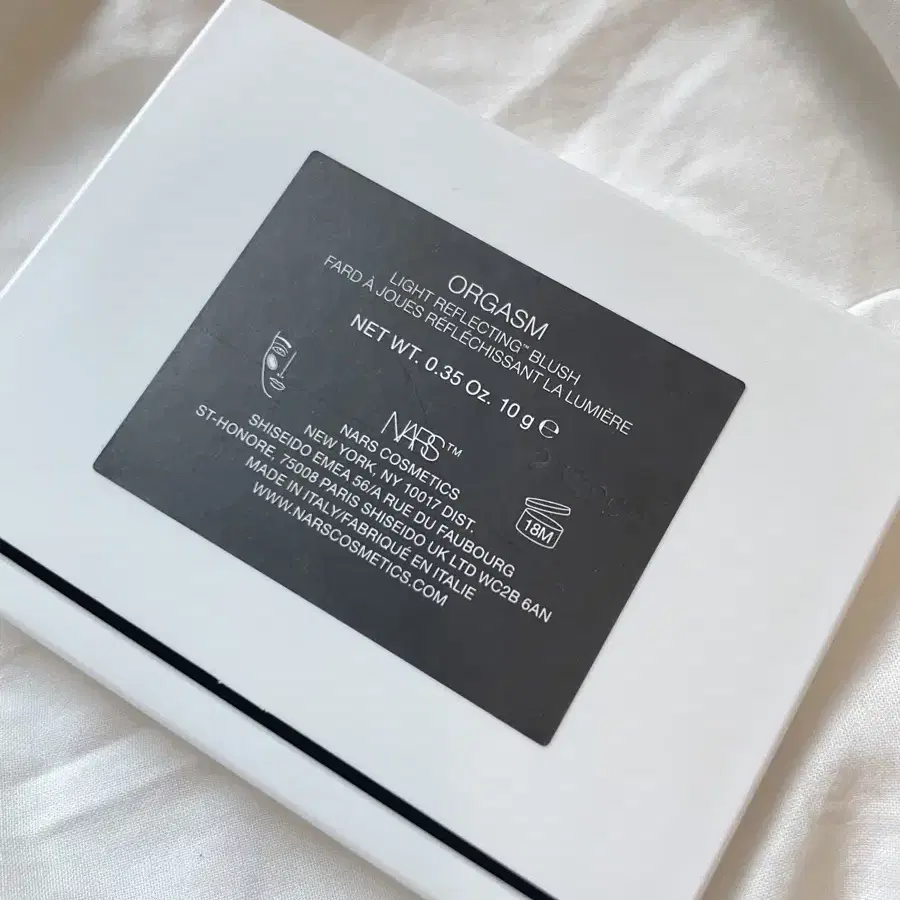 ORGASM
LIGHT REFLECTING™ BLUSH
FARD À JOUES RÉFLÉCHISSANT LA LUMIÈRE
NET WT. 0.35 Oz. 10 g ℮
NARS™
NARS COSMETICS
NEW YORK, NY 10017 DIST.
SHISEIDO EMEA 56/A RUE DU FAUBOURG
ST-HONORE, 75008 PARIS SHISEIDO UK LTD WC2B 6AN
MADE IN ITALY/FABRIQUÉ EN ITALIE
WWW.NARSCOSMETICS.COM
18M